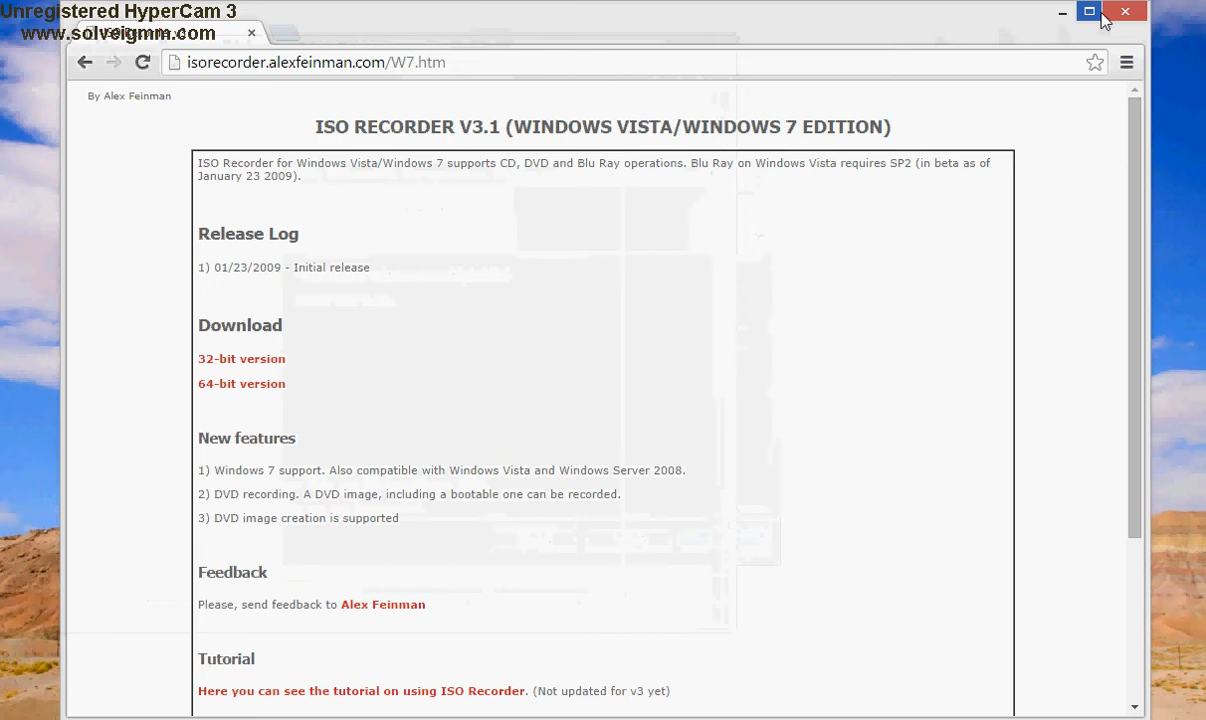 Unregistered HyperCam 3
www.solveigmm.com
isorecorder.alexfeinman.com/W7.htm
By Alex Feinman
ISO RECORDER V3.1 (WINDOWS VISTA/WINDOWS 7 EDITION)
ISO Recorder for Windows Vista/Windows 7 supports CD, DVD and Blu Ray operations. Blu Ray on Windows Vista requires SP2 (in beta as of
January 23 2009).
Release Log
1) 01/23/2009 - Initial release
Download
32-bit version
64-bit version
New features
1) Windows 7 support. Also compatible with Windows Vista and Windows Server 2008.
2) DVD recording. A DVD image, including a bootable one can be recorded.
3) DVD image creation is supported
Feedback
Please, send feedback to Alex Feinman
Tutorial
Here you can see the tutorial on using ISO Recorder. (Not updated for v3 yet)